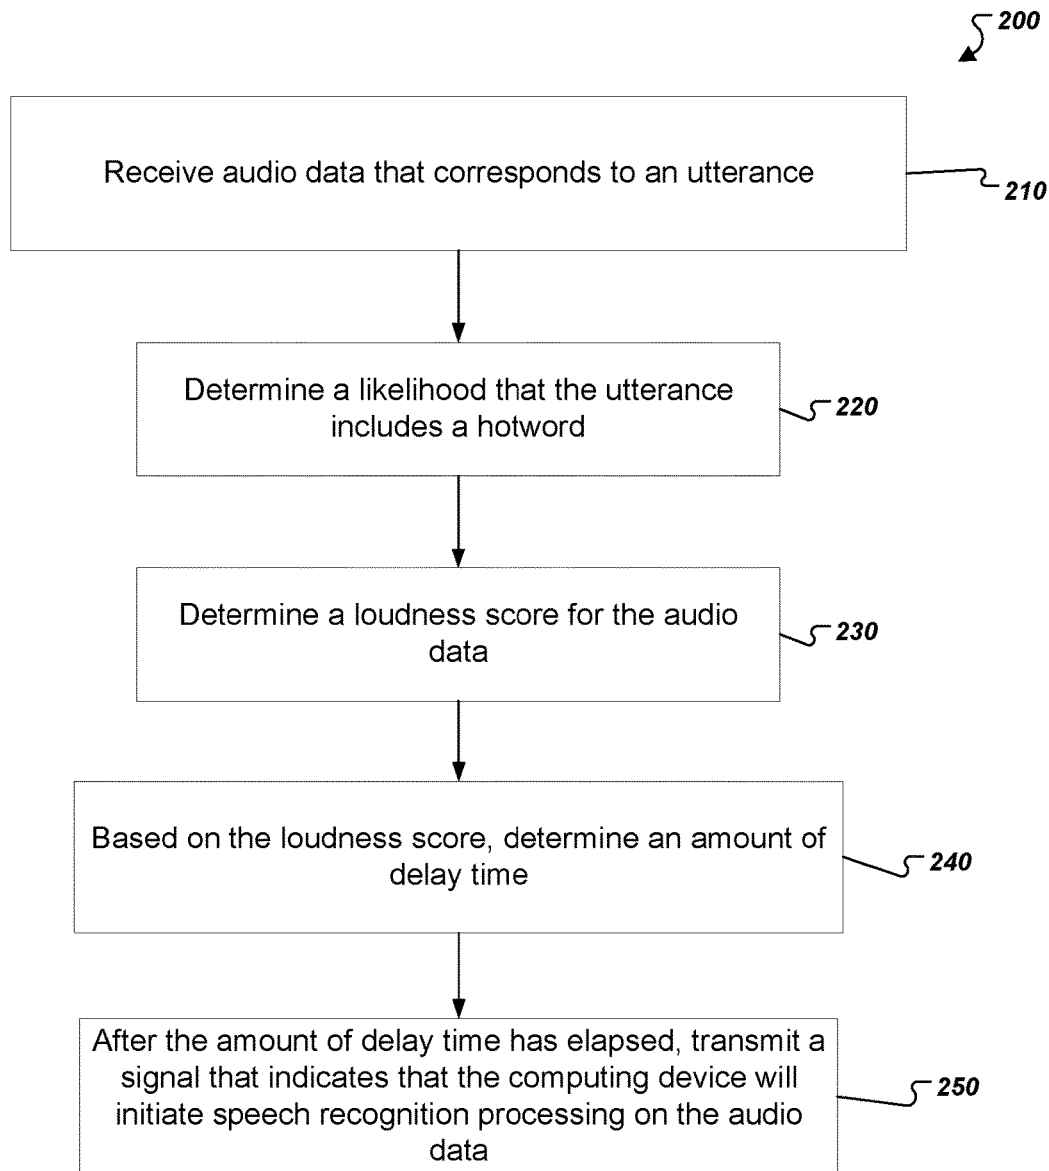 200
Receive audio data that corresponds to an utterance
210
Determine a likelihood that the utterance
includes a hotword
220
Determine a loudness score for the audio
data
230
Based on the loudness score, determine an amount of
delay time
240
After the amount of delay time has elapsed, transmit a
signal that indicates that the computing device will
initiate speech recognition processing on the audio
data
250